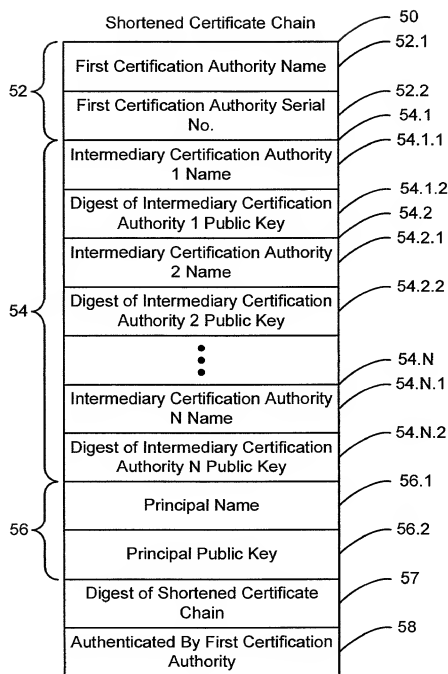 Shortened Certificate Chain
50
52.1
First Certification Authority Name
52
52.2
First Certification Authority Serial
No.
54.1
54.1.1
Intermediary Certification Authority
1 Name
54.1.2
Digest of Intermediary Certification
Authority 1 Public Key
54.2
54.2.1
Intermediary Certification Authority
2 Name
54.2.2
Digest of Intermediary Certification
Authority 2 Public Key
54
54.N
54.N.1
Intermediary Certification Authority
N Name
54.N.2
Digest of Intermediary Certification
Authority N Public Key
56.1
Principal Name
56
56.2
Principal Public Key
57
Digest of Shortened Certificate
Chain
58
Authenticated By First Certification
Authority